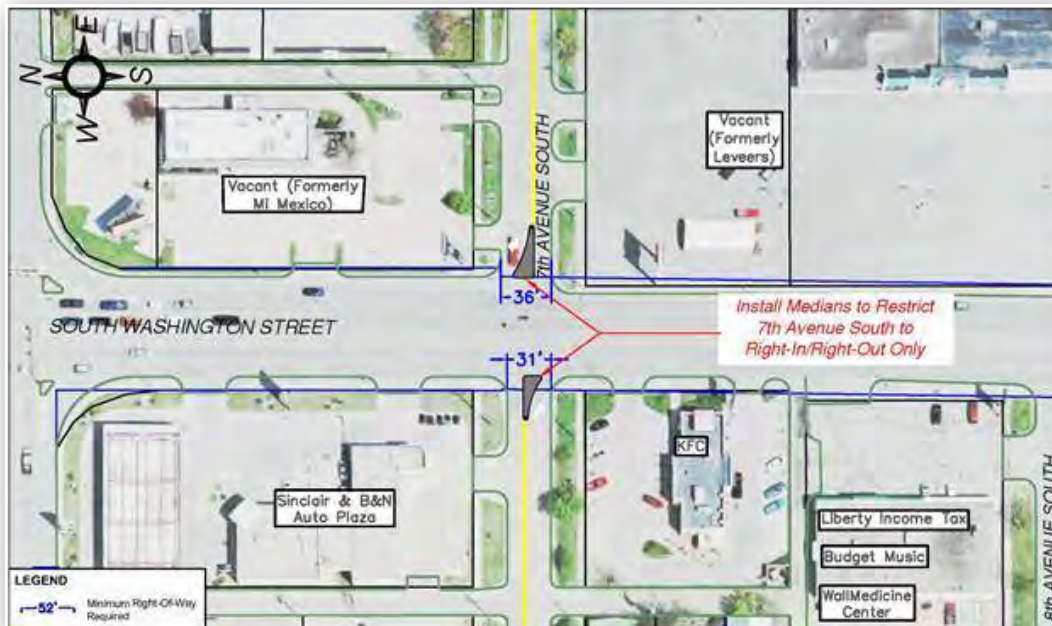 E
N
S
W
Vacant (Formerly
Mi Mexico)
7th AVENUE SOUTH
Vacant
(Formerly
Leveers)
36'
SOUTH WASHINGTON STREET
Install Medians to Restrict
7th Avenue South to
Right-In/Right-Out Only
31'
KFC
Sinclair & B&N
Auto Plaza
Liberty Income Tax
Budget Music
WallMedicine
Center
8th AVENUE SOUTH
LEGEND
52'
Minimum Right-Of-Way
Required